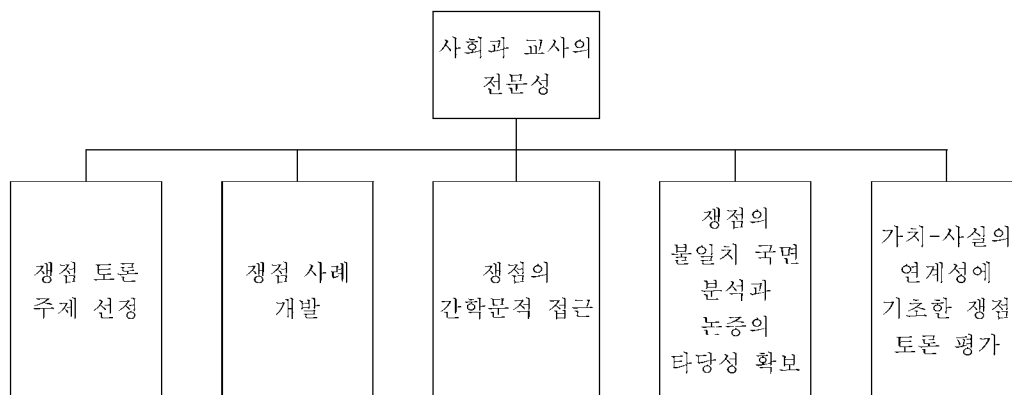 사회과 교사의
전문성
쟁점 토론
주제 선정
쟁점 사례
개발
쟁점의
간학문적 접근
쟁점의
불일치 국면
분석과
논증의
타당성 확보
가치-사실의
연계성에
기초한 쟁점
토론 평가